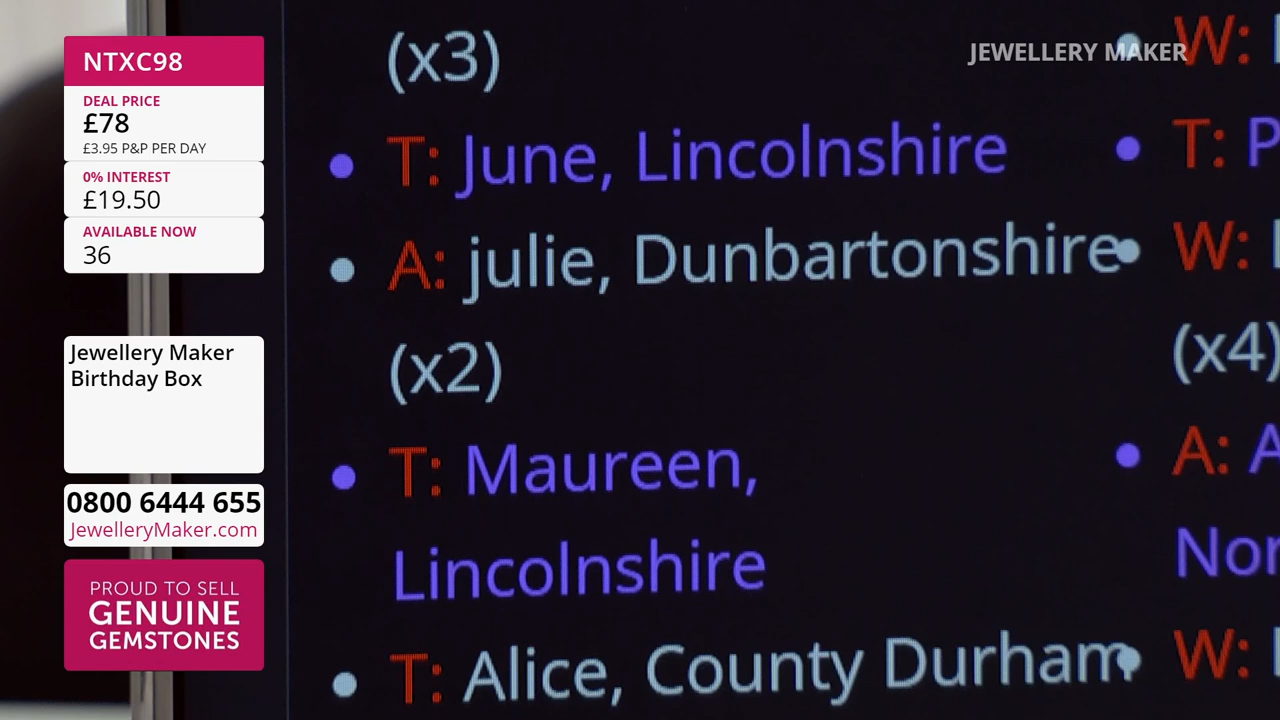 NTXC98
DEAL PRICE
£78
£3.95 P&P PER DAY
0% INTEREST
£19.50
AVAILABLE NOW
36
Jewellery Maker
Birthday Box
0800 6444 655
JewelleryMaker.com
PROUD TO SELL
GENUINE
GEMSTONES
JEWELLERY MAKER
(x3)
• T: June, Lincolnshire
• A: julie, Dunbartonshire
(x2)
• T: Maureen,
Lincolnshire
• T: Alice, County Durham
• W:
• T: P
• W:
(x4)
• A: A
Nor
• W: